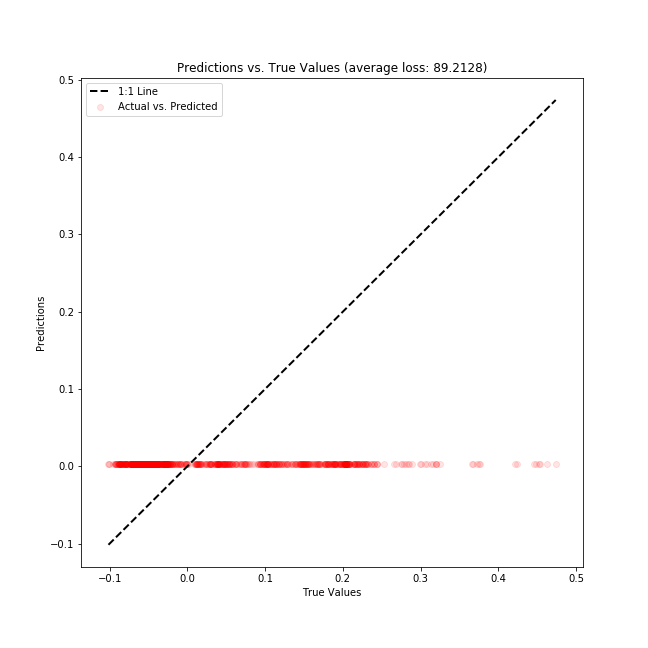 Predictions vs. True Values (average loss: 89.2128)
1:1 Line
Actual vs. Predicted
Predictions
0.5
0.4
0.3
0.2
0.1
0.0
−0.1
−0.1 0.0 0.1 0.2 0.3 0.4 0.5
True Values